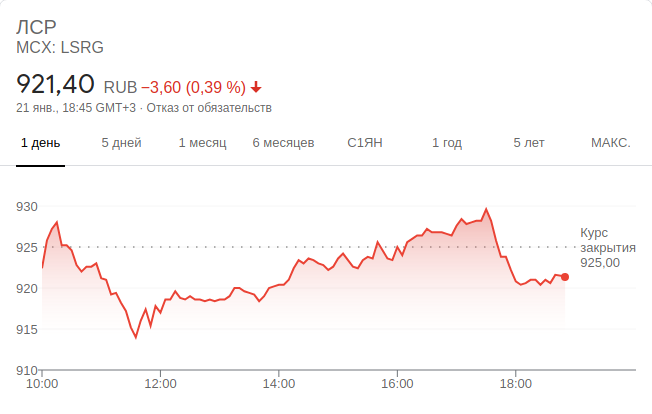 ЛСР
MCX: LSRG
921,40 RUB −3,60 (0,39 %)
21 янв., 18:45 GMT+3 · Отказ от обязательств
1 день 5 дней 1 месяц 6 месяцев С1ЯН 1 год 5 лет МАКС.
930
Курс
925 закрытия
925,00
920
915
910
10:00 12:00 14:00 16:00 18:00